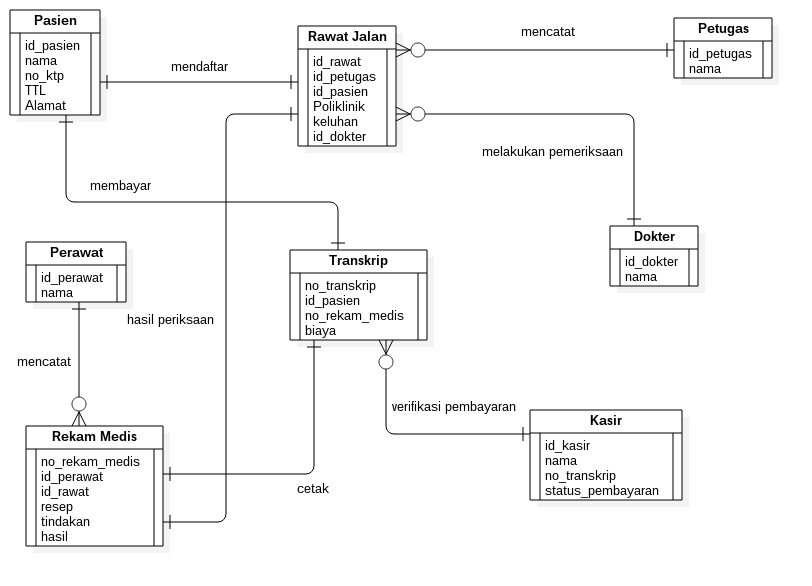 Pasien
id_pasien
nama
no_ktp
TTL
Alamat
mendaftar
Rawat Jalan
id_rawat
id_petugas
id_pasien
Poliklinik
keluhan
id_dokter
mencatat
Petugas
id_petugas
nama
melakukan pemeriksaan
membayar
Dokter
id_dokter
nama
Perawat
id_perawat
nama
Transkrip
no_transkrip
id_pasien
no_rekam_medis
biaya
hasil periksaan
mencatat
verifikasi pembayaran
Kasir
id_kasir
nama
no_transkrip
status_pembayaran
Rekam Medis
no_rekam_medis
id_perawat
id_rawat
resep
tindakan
hasil
cetak